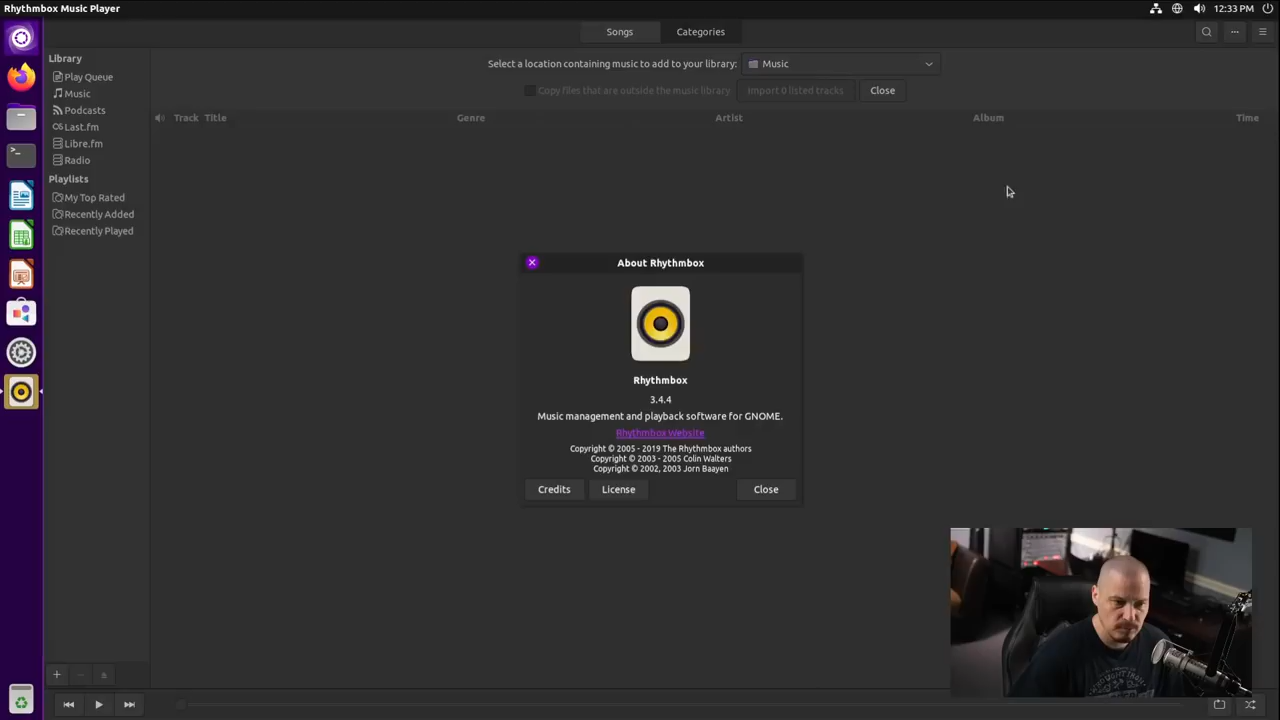 Rhythmbox Music Player
12:33 PM
Songs
Categories
Library
Play Queue
Music
Podcasts
Last.fm
Libre.fm
Radio
Playlists
My Top Rated
Recently Added
Recently Played
Select a location containing music to add to your library:
Music
Copy files that are outside the music library
Import 0 listed tracks
Close
Track
Title
Genre
Artist
Album
Time
About Rhythmbox
Rhythmbox
3.4.4
Music management and playback software for GNOME.
Rhythmbox Website
Copyright © 2005 - 2019 The Rhythmbox authors
Copyright © 2003 - 2005 Colin Walters
Copyright © 2002, 2003 Jorn Baayen
Credits
License
Close